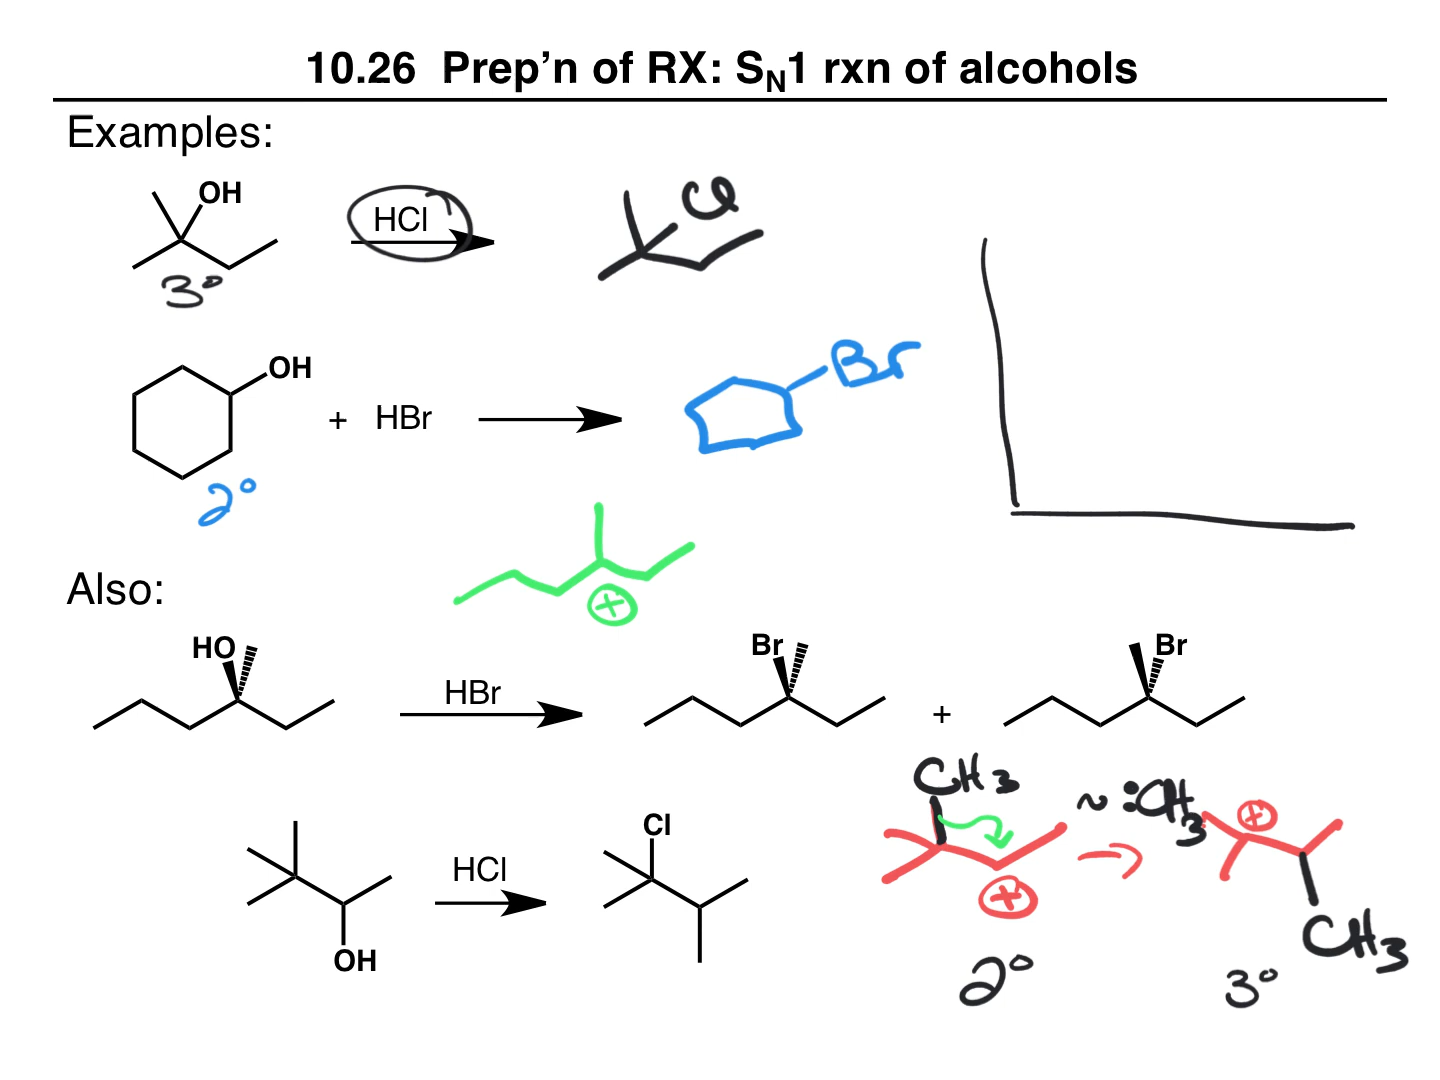 10.26 Prep’n of RX: SN1 rxn of alcohols
Examples:
OH
HCl
Cl
3°
OH
+ HBr
Br
2°
+
Also:
HO
HBr
Br
+
Br
CH3
~ :CH3
+
+
HCl
Cl
OH
CH3
2°
3°